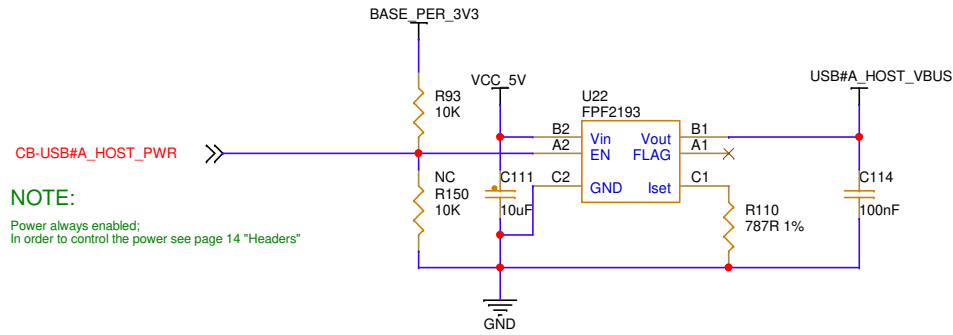 BASE_PER_3V3
VCC_5V
USB#A_HOST_VBUS
R93
10K
U22
FPF2193
B2
Vin
Vout
B1
CB-USB#A_HOST_PWR
A2
EN
FLAG
A1
NC
R150
10K
C111
10uF
C2
GND
Iset
C1
C114
100nF
NOTE:
Power always enabled;
In order to control the power see page 14 "Headers"
R110
787R 1%
GND